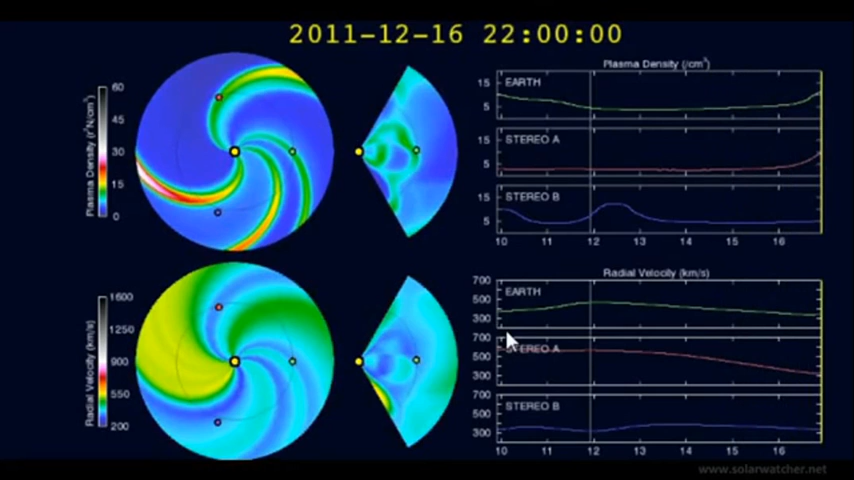 2011-12-16 22:00:00
Plasma Density (r²N/cm³)
60
45
30
15
0
Plasma Density (/cm³)
EARTH
15
5
STEREO A
15
5
STEREO B
15
5
10 11 12 13 14 15 16
Radial Velocity (km/s)
1600
1250
900
550
200
Radial Velocity (km/s)
EARTH
700
500
300
STEREO A
700
500
300
STEREO B
700
500
300
10 11 12 13 14 15 16
www.solarwatcher.net